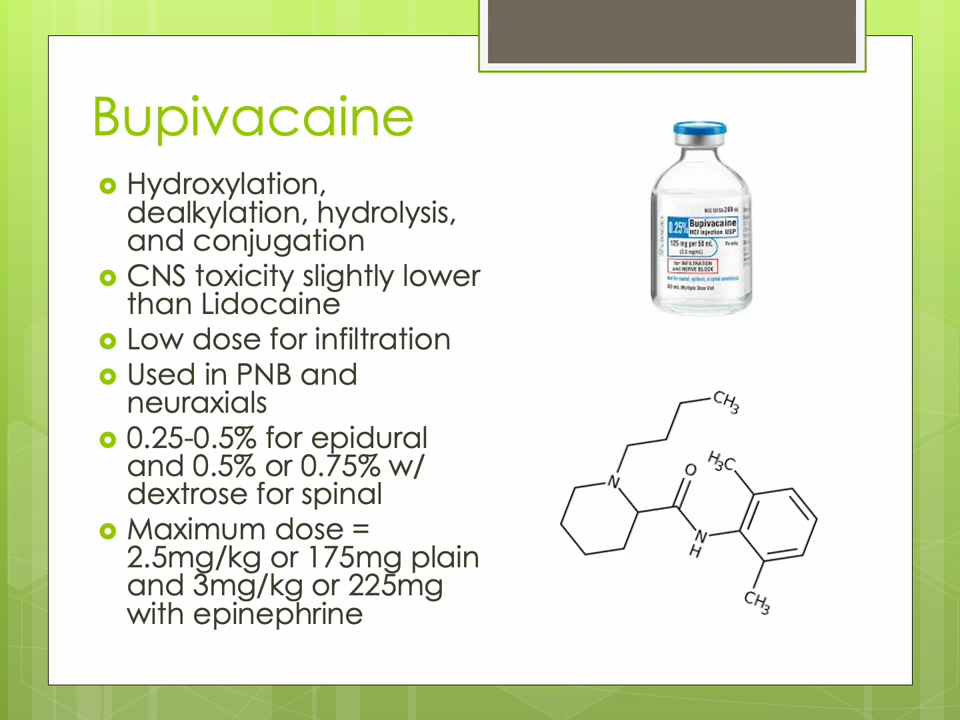 Bupivacaine
Hydroxylation,
dealkylation, hydrolysis,
and conjugation
CNS toxicity slightly lower
than Lidocaine
Low dose for infiltration
Used in PNB and
neuraxials
0.25-0.5% for epidural
and 0.5% or 0.75% w/
dextrose for spinal
Maximum dose =
2.5mg/kg or 175mg plain
and 3mg/kg or 225mg
with epinephrine
0.25%
Bupivacaine
HCl Injection USP
125 mg per 50 mL
(2.5 mg/mL)
Rx only
for INFILTRATION
and NERVE BLOCK
50 mL Multiple Dose Vial
CH3
N
O
H3C
N
H
CH3